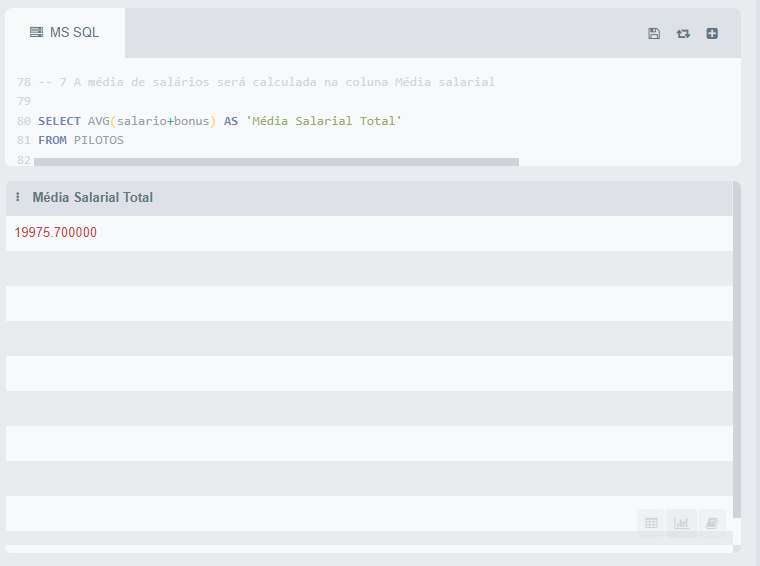 MS SQL
78 -- 7 A média de salários será calculada na coluna Média salarial
79
80 SELECT AVG(salario+bonus) AS 'Média Salarial Total'
81 FROM PILOTOS
82
Média Salarial Total
19975.700000